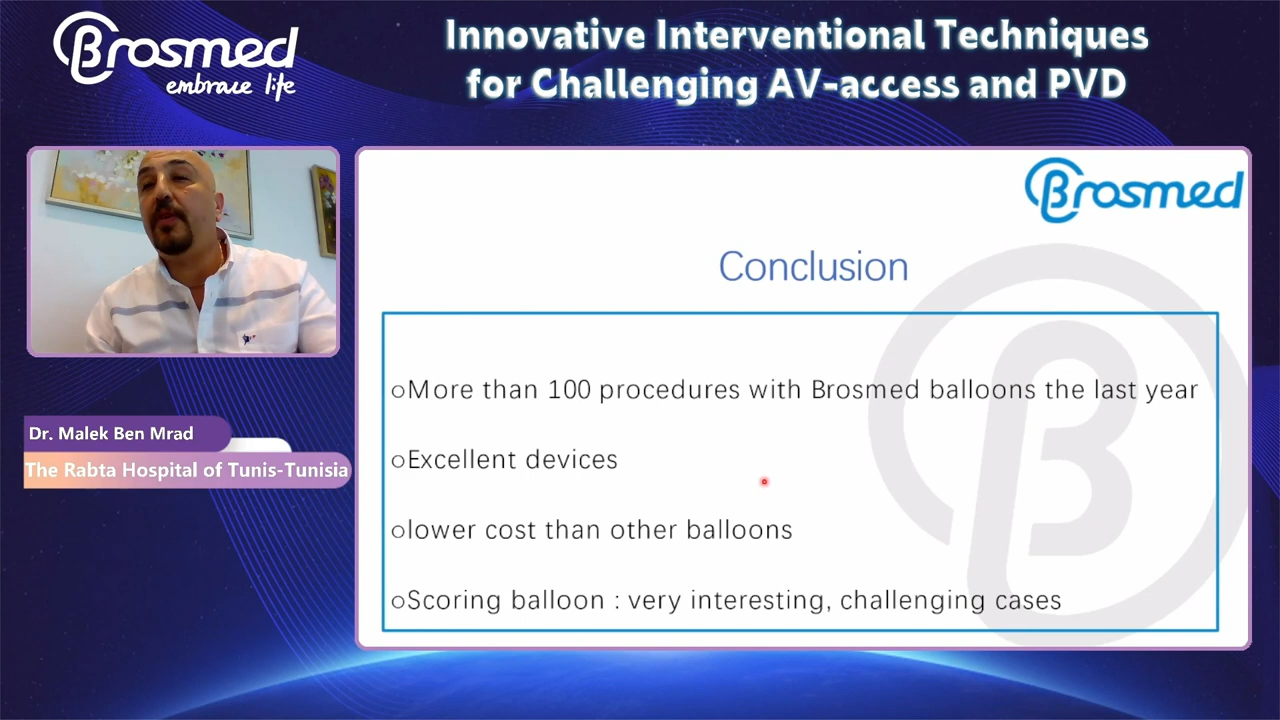 Brosmed
embrace life
Innovative Interventional Techniques
for Challenging AV-access and PVD
Dr. Malek Ben Mrad
The Rabta Hospital of Tunis-Tunisia
Brosmed
Conclusion
○More than 100 procedures with Brosmed balloons the last year
○Excellent devices
○lower cost than other balloons
○Scoring balloon : very interesting, challenging cases